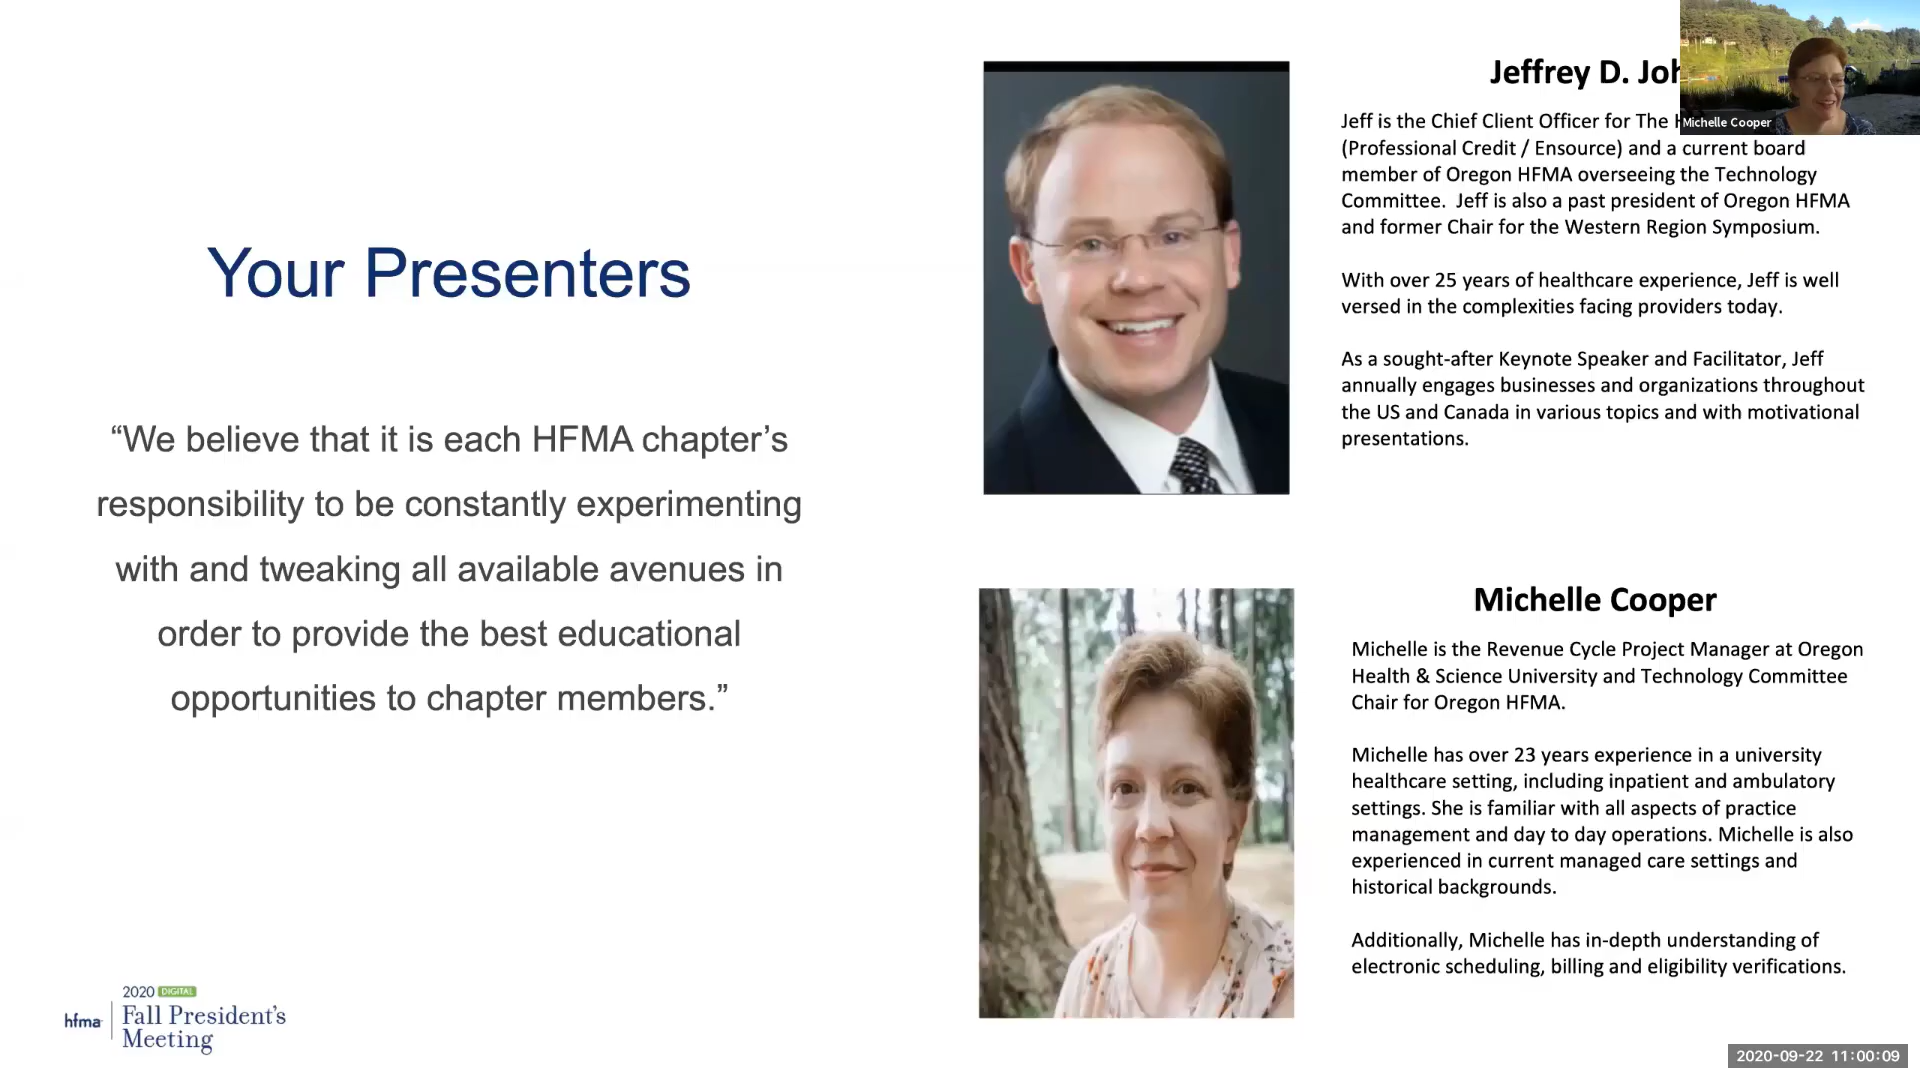 Your Presenters
“We believe that it is each HFMA chapter’s
responsibility to be constantly experimenting
with and tweaking all available avenues in
order to provide the best educational
opportunities to chapter members.”
hfma
2020 DIGITAL
Fall President's
Meeting
Jeffrey D.
Jeff is the Chief Client Officer for The
(Professional Credit / Ensource) and a current board
member of Oregon HFMA overseeing the Technology
Committee.  Jeff is also a past president of Oregon HFMA
and former Chair for the Western Region Symposium.
With over 25 years of healthcare experience, Jeff is well
versed in the complexities facing providers today.
As a sought-after Keynote Speaker and Facilitator, Jeff
annually engages businesses and organizations throughout
the US and Canada in various topics and with motivational
presentations.
Michelle Cooper
Michelle Cooper
Michelle is the Revenue Cycle Project Manager at Oregon
Health & Science University and Technology Committee
Chair for Oregon HFMA.
Michelle has over 23 years experience in a university
healthcare setting, including inpatient and ambulatory
settings. She is familiar with all aspects of practice
management and day to day operations. Michelle is also
experienced in current managed care settings and
historical backgrounds.
Additionally, Michelle has in-depth understanding of
electronic scheduling, billing and eligibility verifications.
2020-09-22 11:00:09